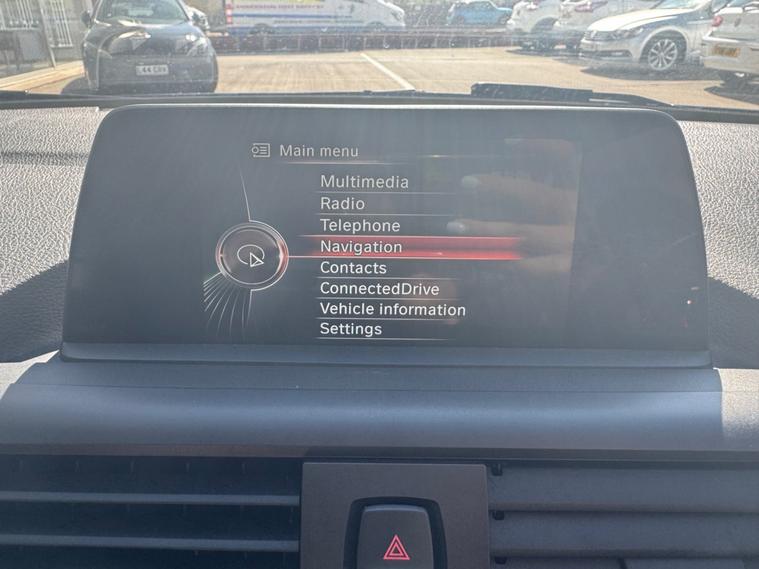 Main menu
Multimedia
Radio
Telephone
Navigation
Contacts
ConnectedDrive
Vehicle information
Settings